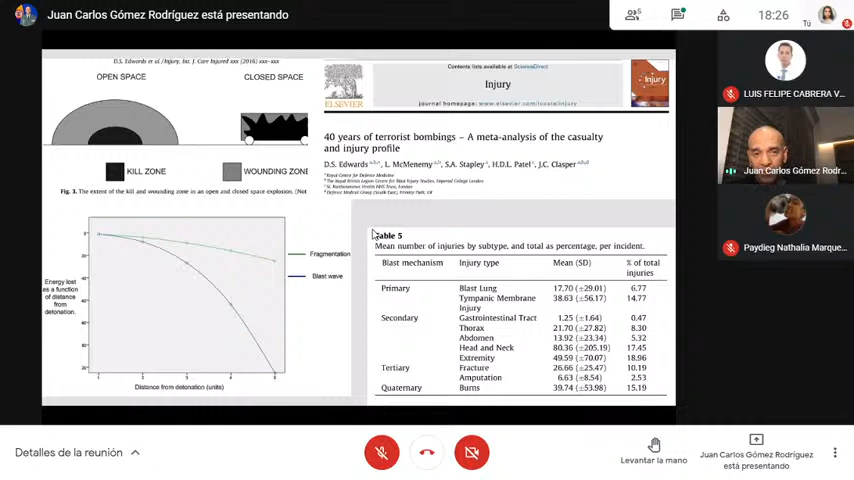 Juan Carlos Gómez Rodríguez está presentando
6
18:26
Tú
D.S. Edwards et al./Injury, Int. J. Care Injured xxx (2016) xxx–xxx
OPEN SPACE
CLOSED SPACE
KILL ZONE
WOUNDING ZONE
Fig. 3. The extent of the kill and wounding zone in an open and closed space explosion. (Not
Contents lists available at ScienceDirect
Injury
journal homepage: www.elsevier.com/locate/injury
ELSEVIER
Injury
40 years of terrorist bombings – A meta-analysis of the casualty
and injury profile
D.S. Edwards, L. McMenemy, S.A. Stapley, H.D.L. Patel, J.C. Clasper
Energy lost
as a function
of distance
from
detonation.
Fragmentation
Blast wave
1 2 3 4 5
Distance from detonation (units)
able 5
Mean number of injuries by subtype, and total as percentage, per incident.
Blast mechanism Injury type Mean (SD) % of total
injuries
Primary Blast Lung 17.70 (±29.01) 6.77
Tympanic Membrane 38.63 (±56.17) 14.77
Injury
Secondary Gastrointestinal Tract 1.25 (±1.64) 0.47
Thorax 21.70 (±27.82) 8.30
Abdomen 13.92 (±23.34) 5.32
Head and Neck 80.36 (±205.19) 17.45
Extremity 49.59 (±70.07) 18.96
Tertiary Fracture 26.66 (±25.47) 10.19
Amputation 6.63 (±8.54) 2.53
Quaternary Burns 39.74 (±53.98) 15.19
LUIS FELIPE CABRERA V...
Juan Carlos Gómez Rodr...
Paydieg Nathalia Marque...
Detalles de la reunión
Levantar la mano
Juan Carlos Gómez Rodríguez
está presentando